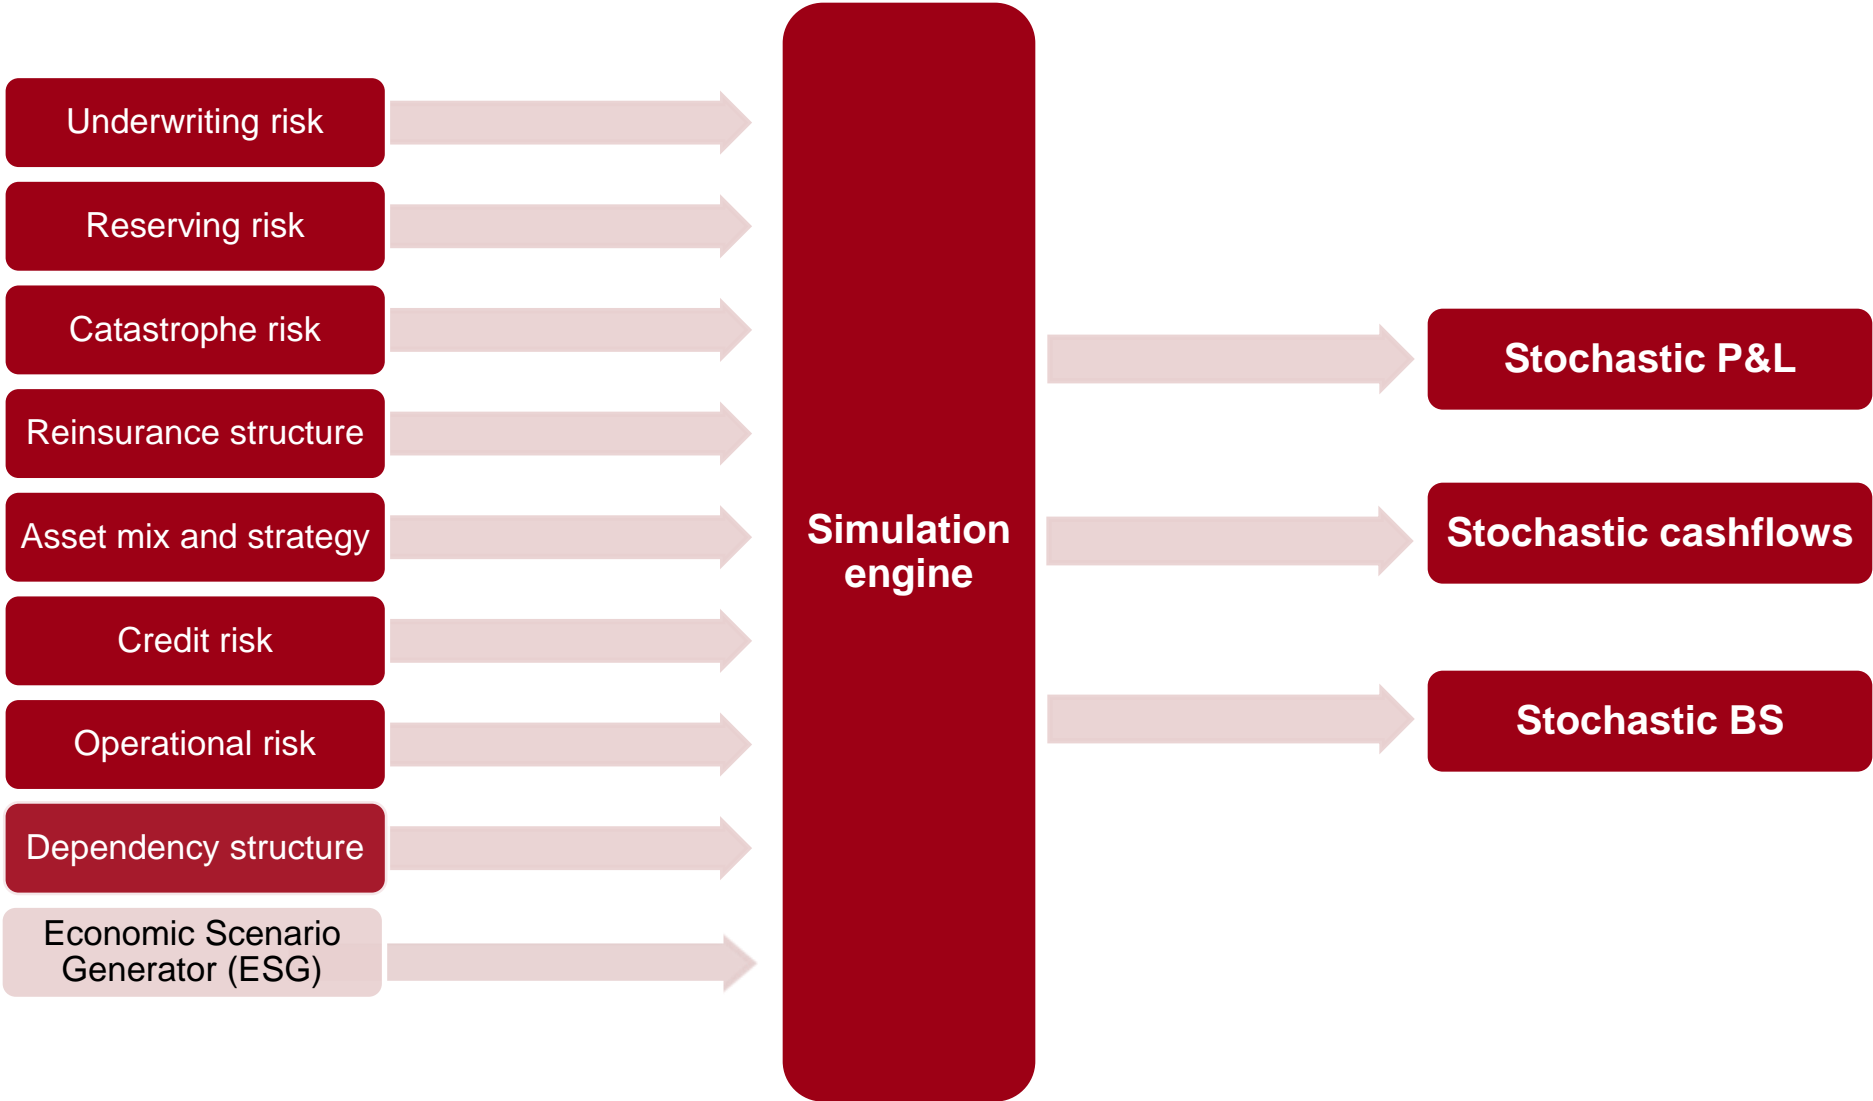 Underwriting risk
Reserving risk
Catastrophe risk
Reinsurance structure
Asset mix and strategy
Credit risk
Operational risk
Dependency structure
Economic Scenario
Generator (ESG)
Simulation
engine
Stochastic P&L
Stochastic cashflows
Stochastic BS